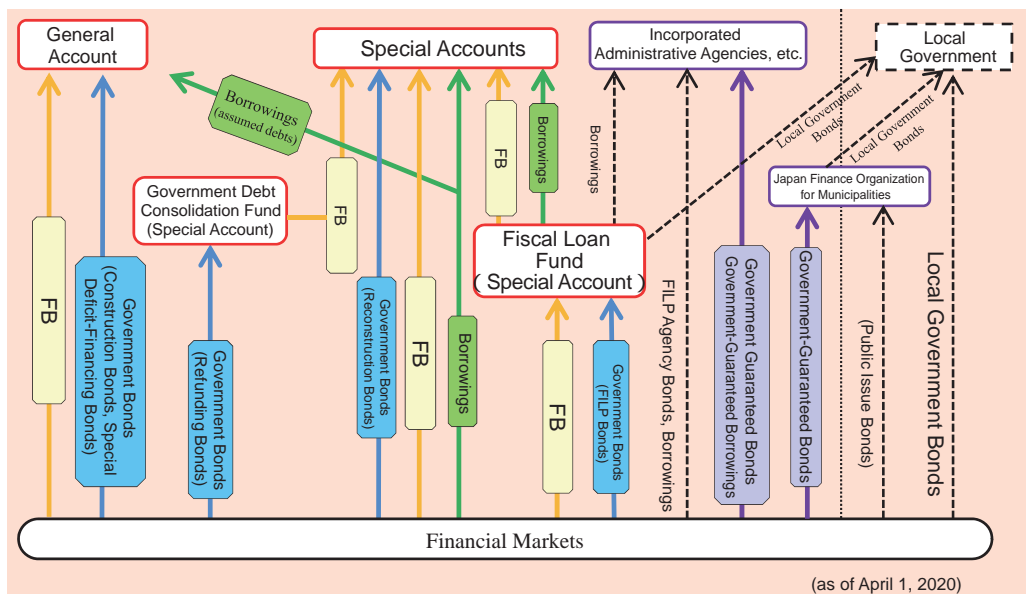 General
Account
Special Accounts
Incorporated
Administrative Agencies, etc.
Local
Government
Borrowings
(assumed debts)
Government Debt
Consolidation Fund
(Special Account)
FB
FB
Borrowings
Borrowings
Local Government
Bonds
Local Government
Bonds
Japan Finance Organization
for Municipalities
Fiscal Loan
Fund
( Special Account )
FB
Government Bonds
(Construction Bonds, Special
Deficit-Financing Bonds)
Government Bonds
(Refunding Bonds)
Government Bonds
(Reconstruction Bonds)
FB
Borrowings
FB
Government Bonds
(FILP Bonds)
FILP Agency Bonds, Borrowings
Government Guaranteed Bonds
Government-Guaranteed Borrowings
Government-Guaranteed Bonds
(Public Issue Bonds)
Local Government Bonds
Financial Markets
(as of April 1, 2020)